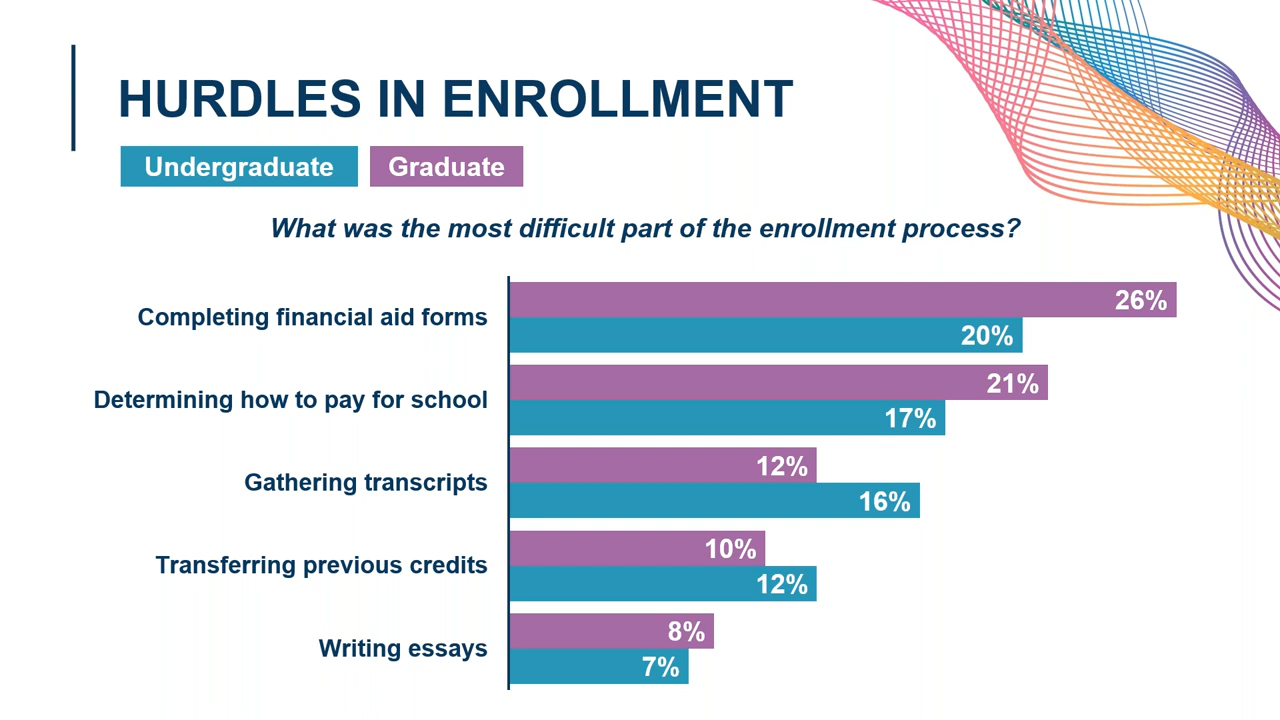 HURDLES IN ENROLLMENT
Undergraduate Graduate
What was the most difficult part of the enrollment process?
Completing financial aid forms
26%
20%
Determining how to pay for school
21%
17%
Gathering transcripts
12%
16%
Transferring previous credits
10%
12%
Writing essays
8%
7%